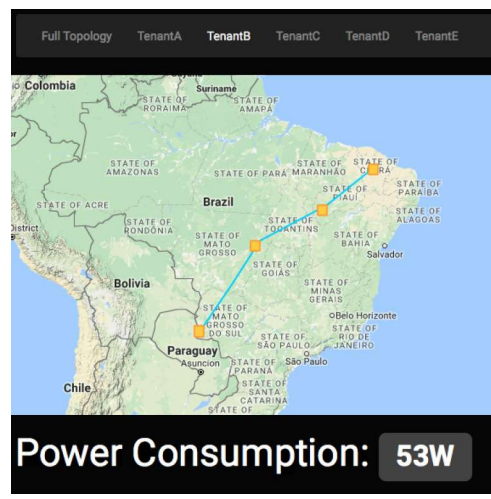 Full Topology TenantA TenantB TenantC TenantD TenantE
Colombia
Suriname
STATE OF
RORAIMA
STATE OF
AMAPÁ
STATE OF
AMAZONAS
STATE OF PARÁ
STATE OF
MARANHÃO
STATE OF
STATE OF
PIAUÍ
STATE OF
PARAÍBA
STATE OF ACRE
Brazil
STATE OF
ALAGOAS
STATE OF
RONDÔNIA
STATE OF
TOCANTINS
District
STATE OF
MATO
GROSSO
STATE OF
BAHIA
Salvador
STATE OF
GOIÁS
Bolivia
STATE OF
MINAS
GERAIS
STATE OF
MATO
GROSSO
DO SUL
Belo Horizonte
STATE OF
SÃO PAULO
STATE OF
RIO DE
JANEIRO
Paraguay
Asuncion
São Paulo
STATE OF
PARANÁ
Chile
STATE OF
SANTA
CATARINA
STATE OF
Power Consumption: 53W